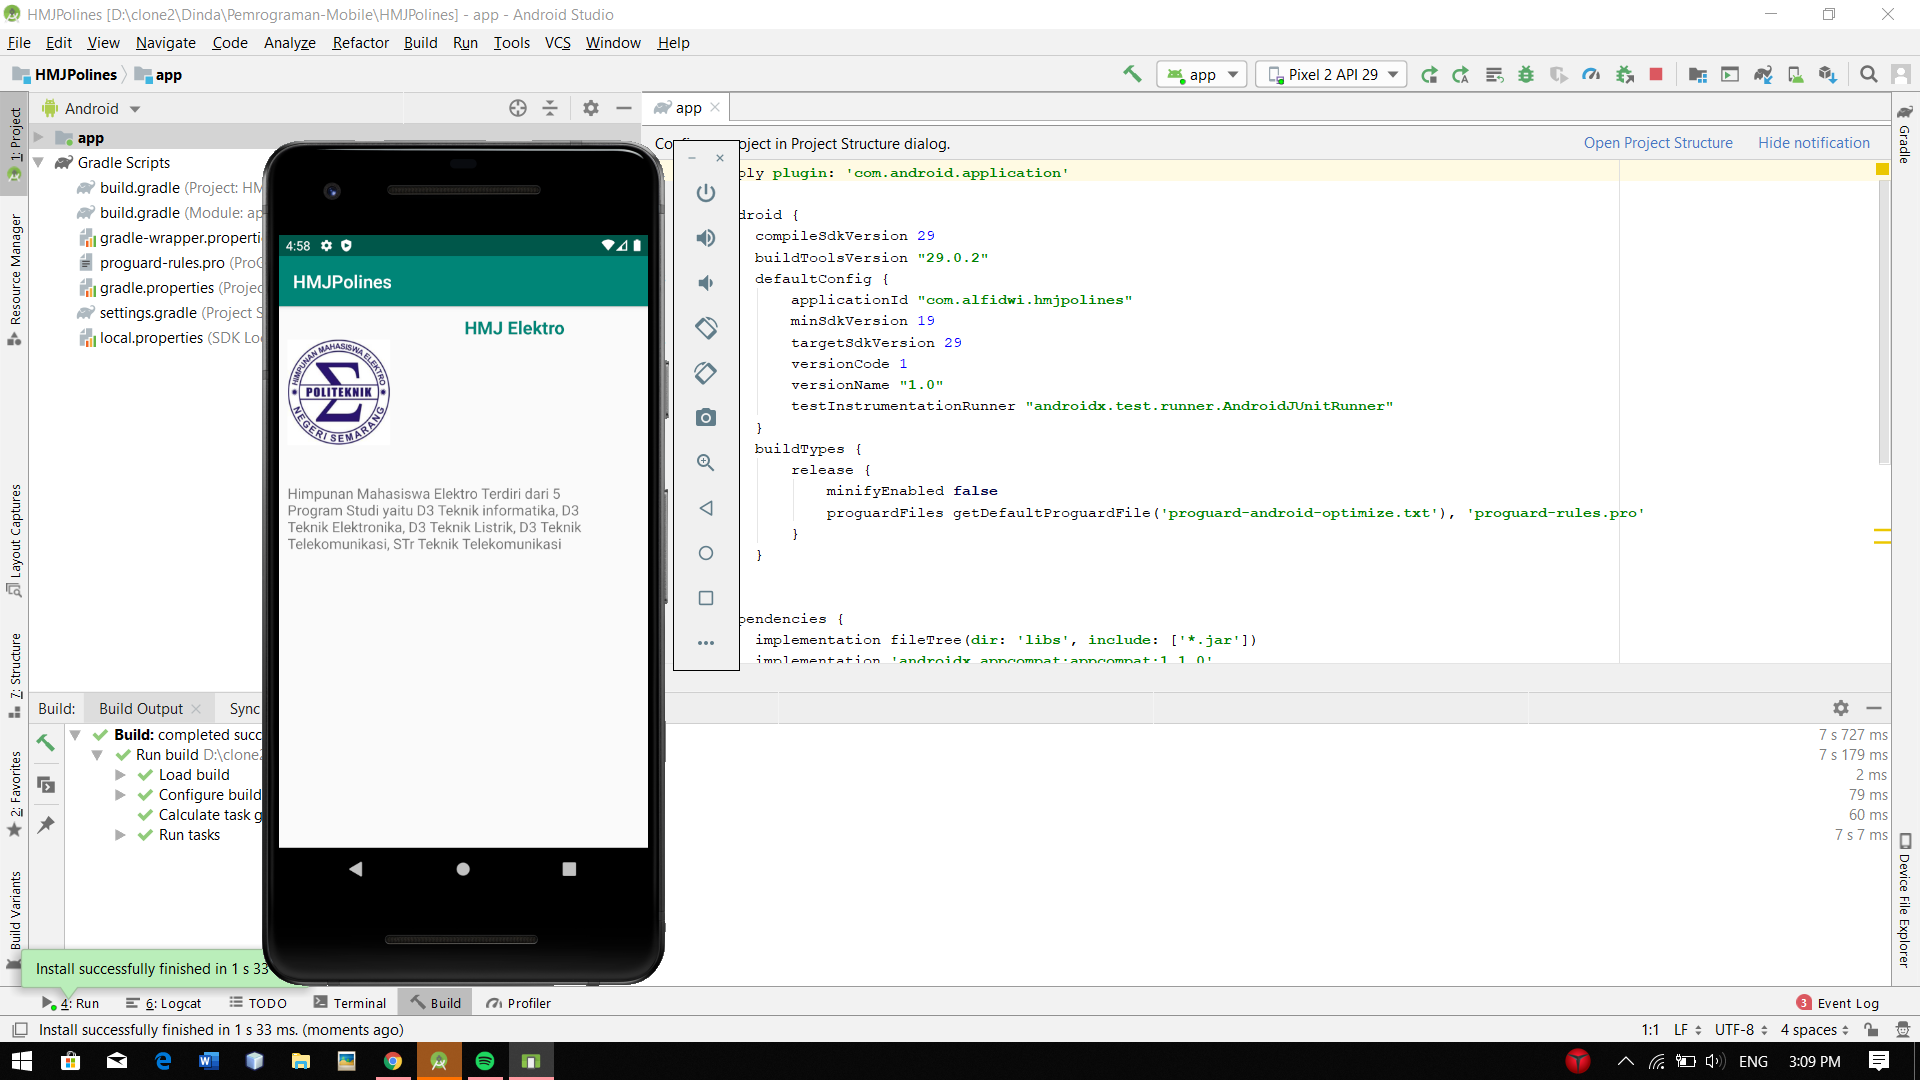 HMJPolines [D:\clone2\Dinda\Pemrograman-Mobile\HMJPolines] - app - Android Studio
File Edit View Navigate Code Analyze Refactor Build Run Tools VCS Window Help
HMJPolines app
app Pixel 2 API 29
Android
app
1: Project
Resource Manager
Layout Captures
7: Structure
2: Favorites
Build Variants
app
Gradle Scripts
build.gradle (Project: HM
build.gradle (Module: ap
gradle-wrapper.properti
proguard-rules.pro (ProG
gradle.properties (Projec
settings.gradle (Project S
local.properties (SDK Loc
4:58
HMJPolines
HMJ Elektro
HIMPUNAN MAHASISWA ELEKTRO
POLITEKNIK
NEGERI SEMARANG
Himpunan Mahasiswa Elektro Terdiri dari 5
Program Studi yaitu D3 Teknik informatika, D3
Teknik Elektronika, D3 Teknik Listrik, D3 Teknik
Telekomunikasi, STr Teknik Telekomunikasi
oject in Project Structure dialog.
Open Project Structure Hide notification
ply plugin: 'com.android.application'
droid {
compileSdkVersion 29
buildToolsVersion "29.0.2"
defaultConfig {
applicationId "com.alfidwi.hmjpolines"
minSdkVersion 19
targetSdkVersion 29
versionCode 1
versionName "1.0"
testInstrumentationRunner "androidx.test.runner.AndroidJUnitRunner"
}
buildTypes {
release {
minifyEnabled false
proguardFiles getDefaultProguardFile('proguard-android-optimize.txt'), 'proguard-rules.pro'
}
}
pendencies {
implementation fileTree(dir: 'libs', include: ['*.jar'])
implementation 'androidx.appcompat:appcompat:1.1.0'
Gradle
Device File Explorer
Build: Build Output Sync
Build: completed succ 7 s 727 ms
Run build D:\clone2 7 s 179 ms
Load build 2 ms
Configure build 79 ms
Calculate task g 60 ms
Run tasks 7 s 7 ms
Install successfully finished in 1 s 33
4: Run 6: Logcat TODO Terminal Build Profiler 3 Event Log
Install successfully finished in 1 s 33 ms. (moments ago) 1:1 LF UTF-8 4 spaces
ENG 3:09 PM